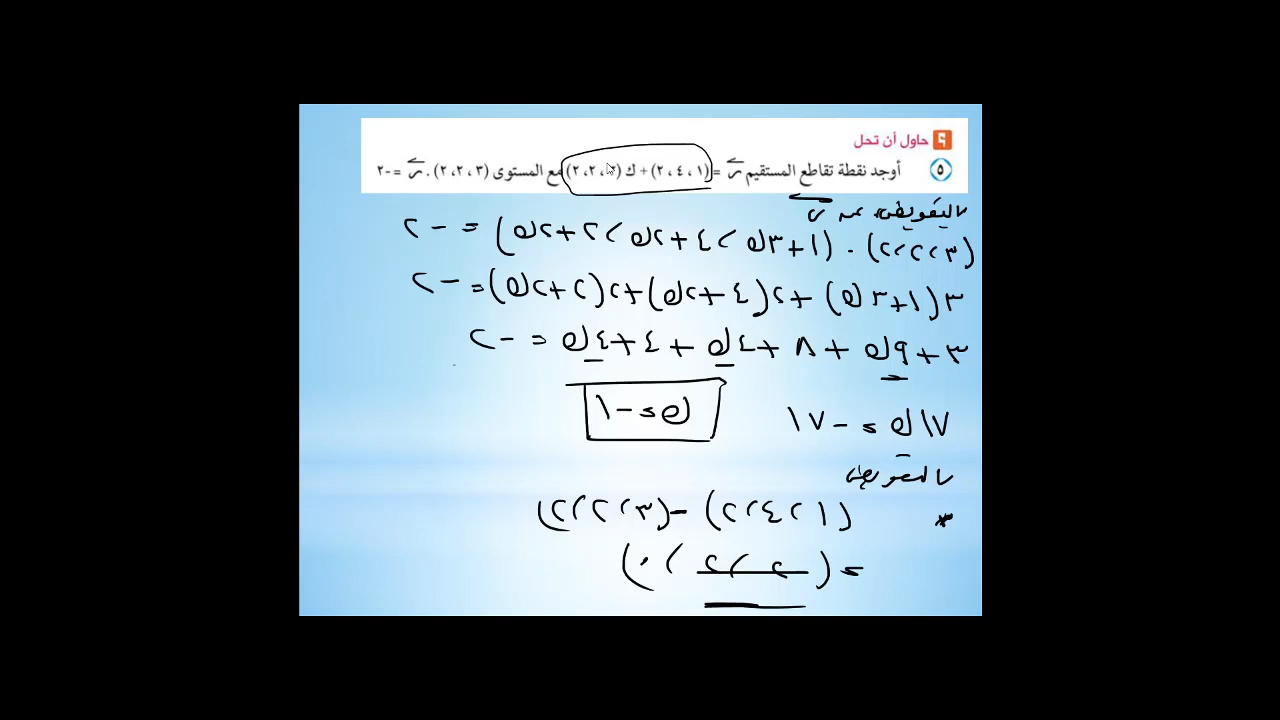 حاول أن تحل
٥ أوجد نقطة تقاطع المستقيم ر = (١ ، ٤ ، ٢) + ك (٣ ، ٢ ، ٢) مع المستوى (٣ ، ٢ ، ٢) . ر = -٢
بالتعويض عن ر
(٣ ، ٢ ، ٢) . (١+٣ك ، ٤+٢ك ، ٢+٢ك) = -٢
٣(١+٣ك) + ٢(٤+٢ك) + ٢(٢+٢ك) = -٢
٣ + ٩ك + ٨ + ٤ك + ٤ + ٤ك = -٢
١٧ك = -١٧ ك = -١
بالتعويض
(١ ، ٤ ، ٢) - (٣ ، ٢ ، ٢)
= (-٢ ، ٢ ، ٠)